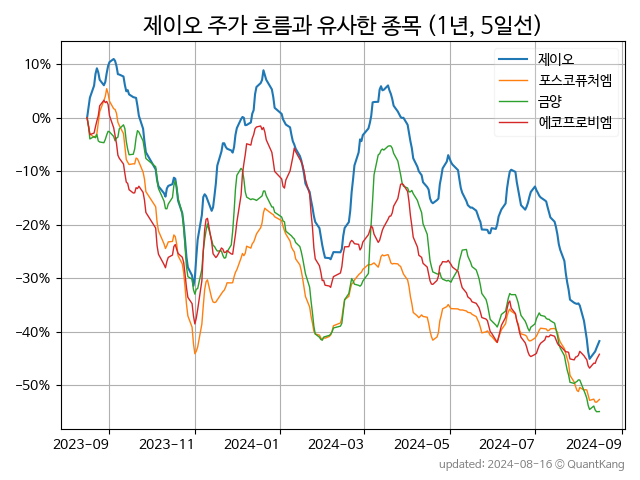 제이오 주가 흐름과 유사한 종목 (1년, 5일선)
제이오
포스코퓨처엠
금양
에코프로비엠
10%
0%
−10%
−20%
−30%
−40%
−50%
2023-09 2023-11 2024-01 2024-03 2024-05 2024-07 2024-09
updated: 2024-08-16 © QuantKang